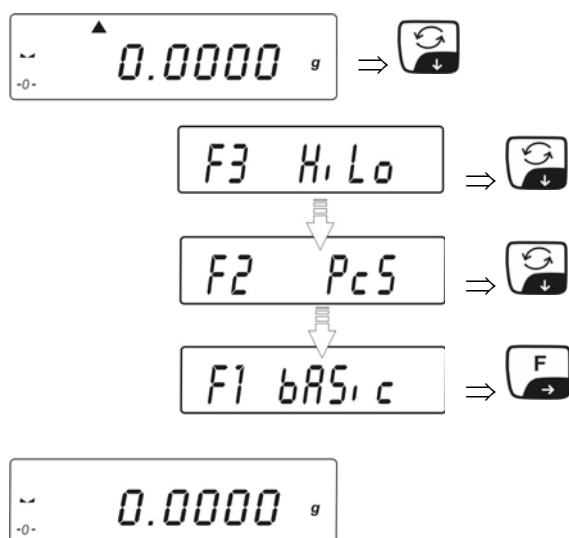 0.0000 g
-0-
F3 HiLo
F2 PcS
F1 bASic
F
0.0000 g
-0-